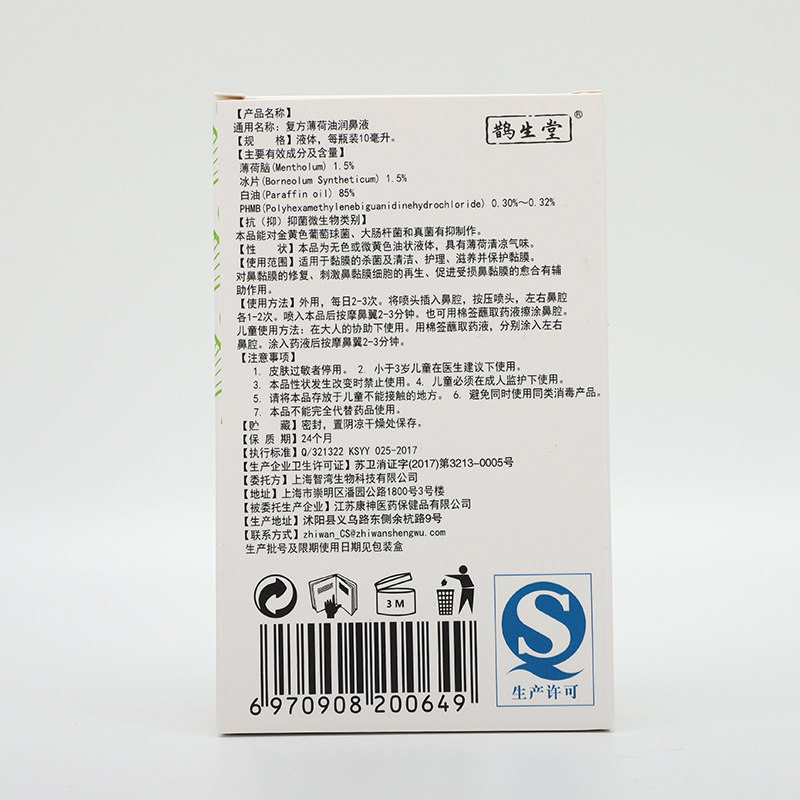 【产品名称】
鹊生堂®
通用名称：复方薄荷油润鼻液
【规　　格】液体，每瓶装10毫升。
【主要有效成分及含量】
薄荷脑(Mentholum) 1.5%
冰片(Borneolum Syntheticum) 1.5%
白油(Paraffin oil) 85%
PHMB(Polyhexamethylenebiguanidinehydrochloride) 0.30%～0.32%
【抗（抑）抑菌微生物类别】
本品能对金黄色葡萄球菌、大肠杆菌和真菌有抑制作。
【性　　状】本品为无色或微黄色油状液体，具有薄荷清凉气味。
【使用范围】适用于黏膜的杀菌及清洁、护理、滋养并保护黏膜。
对鼻黏膜的修复、刺激鼻黏膜细胞的再生、促进受损鼻黏膜的愈合有辅
助作用。
【使用方法】外用，每日2-3次。将喷头插入鼻腔，按压喷头，左右鼻腔
各1-2次。喷入本品后按摩鼻翼2-3分钟。也可用棉签蘸取药液擦涂鼻腔。
儿童使用方法：在大人的协助下使用。用棉签蘸取药液，分别涂入左右
鼻腔。涂入药液后按摩鼻翼2-3分钟。
【注意事项】
1. 皮肤过敏者停用。 2. 小于3岁儿童在医生建议下使用。
3. 本品性状发生改变时禁止使用。4. 儿童必须在成人监护下使用。
5. 请将本品存放于儿童不能接触的地方。 6. 避免同时使用同类消毒产品。
7. 本品不能完全代替药品使用。
【贮　　藏】密封，置阴凉干燥处保存。
【保 质 期】24个月
【执行标准】Q/321322 KSYY 025-2017
【生产企业卫生许可证】苏卫消证字(2017)第3213-0005号
【委托方】上海智湾生物科技有限公司
【地址】上海市崇明区潘园公路1800号3号楼
【被委托生产企业】江苏康神医药保健品有限公司
【生产地址】沭阳县义乌路东侧余杭路9号
【联系方式】zhiwan_CS@zhiwanshengwu.com
生产批号及限期使用日期见包装盒
3M
生产许可
6970908200649